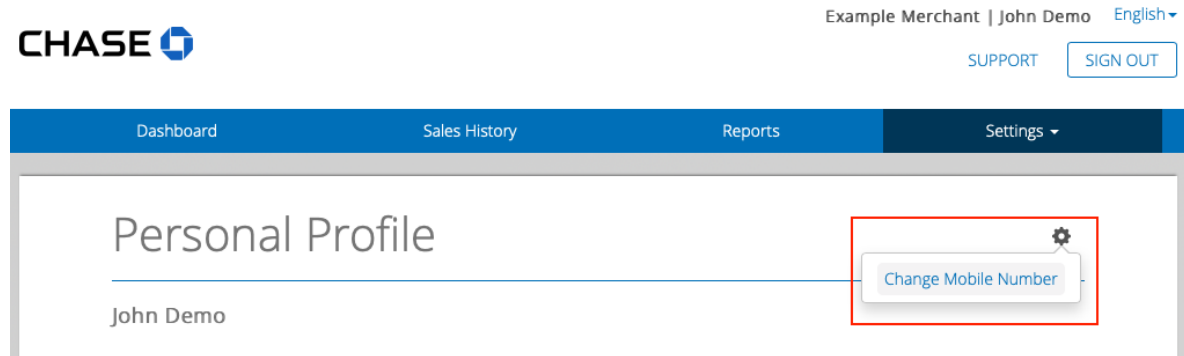 Example Merchant | John Demo English
CHASE
SUPPORT SIGN OUT
Dashboard Sales History Reports Settings
Personal Profile
Change Mobile Number
John Demo